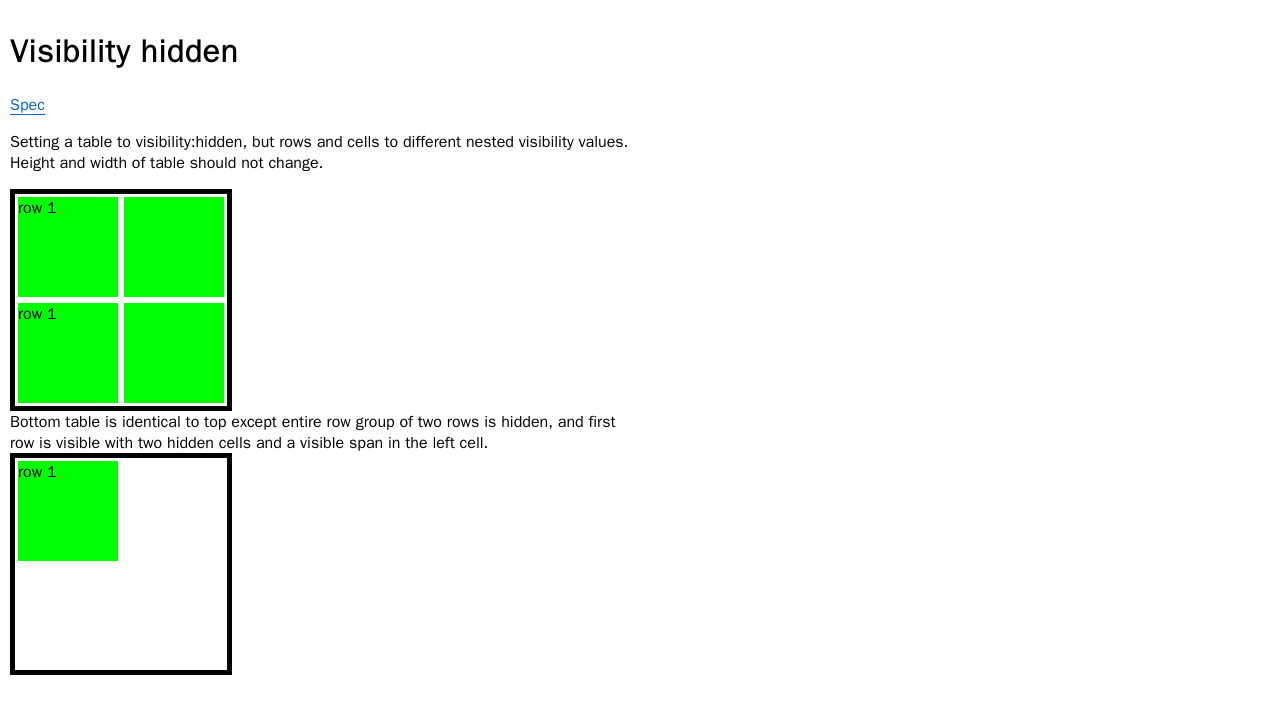 Visibility hidden
Spec
Setting a table to visibility:hidden, but rows and cells to different nested visibility values.
Height and width of table should not change.
row 1
row 1
Bottom table is identical to top except entire row group of two rows is hidden, and first
row is visible with two hidden cells and a visible span in the left cell.
row 1